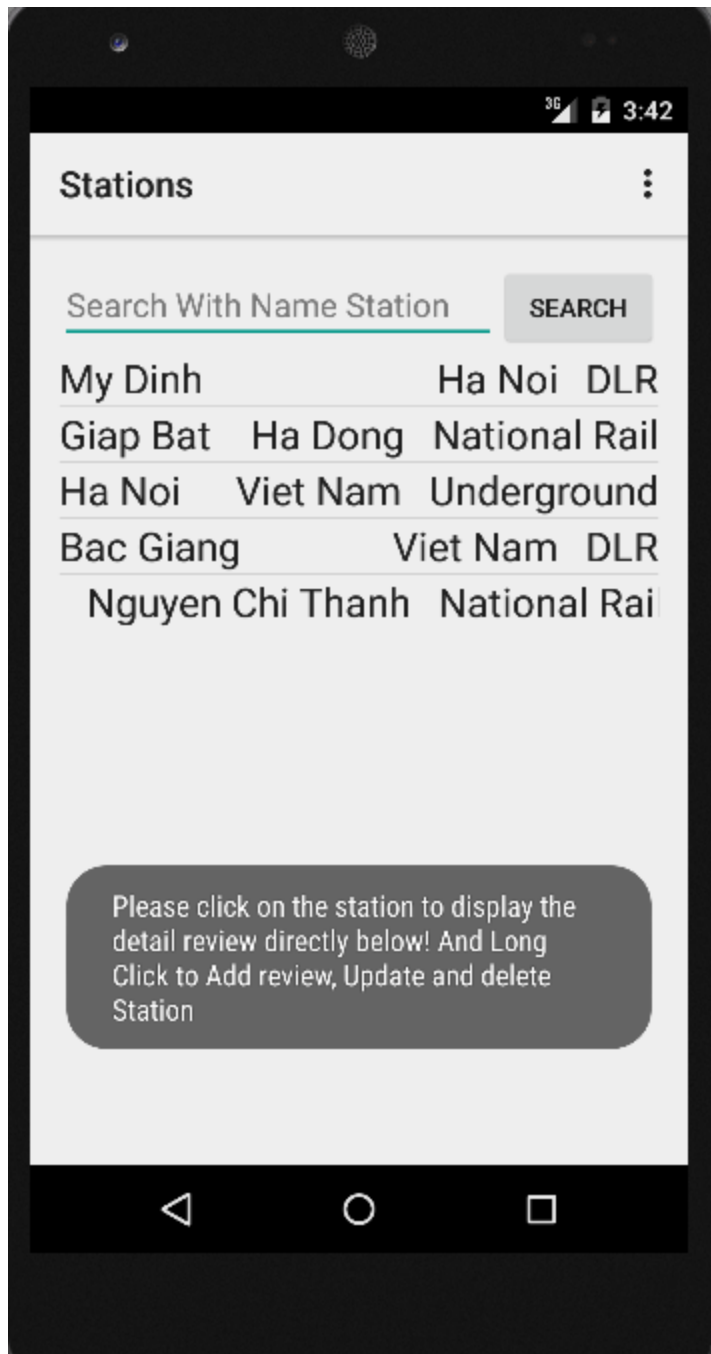 3G 3:42
Stations
Search With Name Station SEARCH
My Dinh Ha Noi DLR
Giap Bat Ha Dong National Rail
Ha Noi Viet Nam Underground
Bac Giang Viet Nam DLR
Nguyen Chi Thanh National Rail
Please click on the station to display the
detail review directly below! And Long
Click to Add review, Update and delete
Station